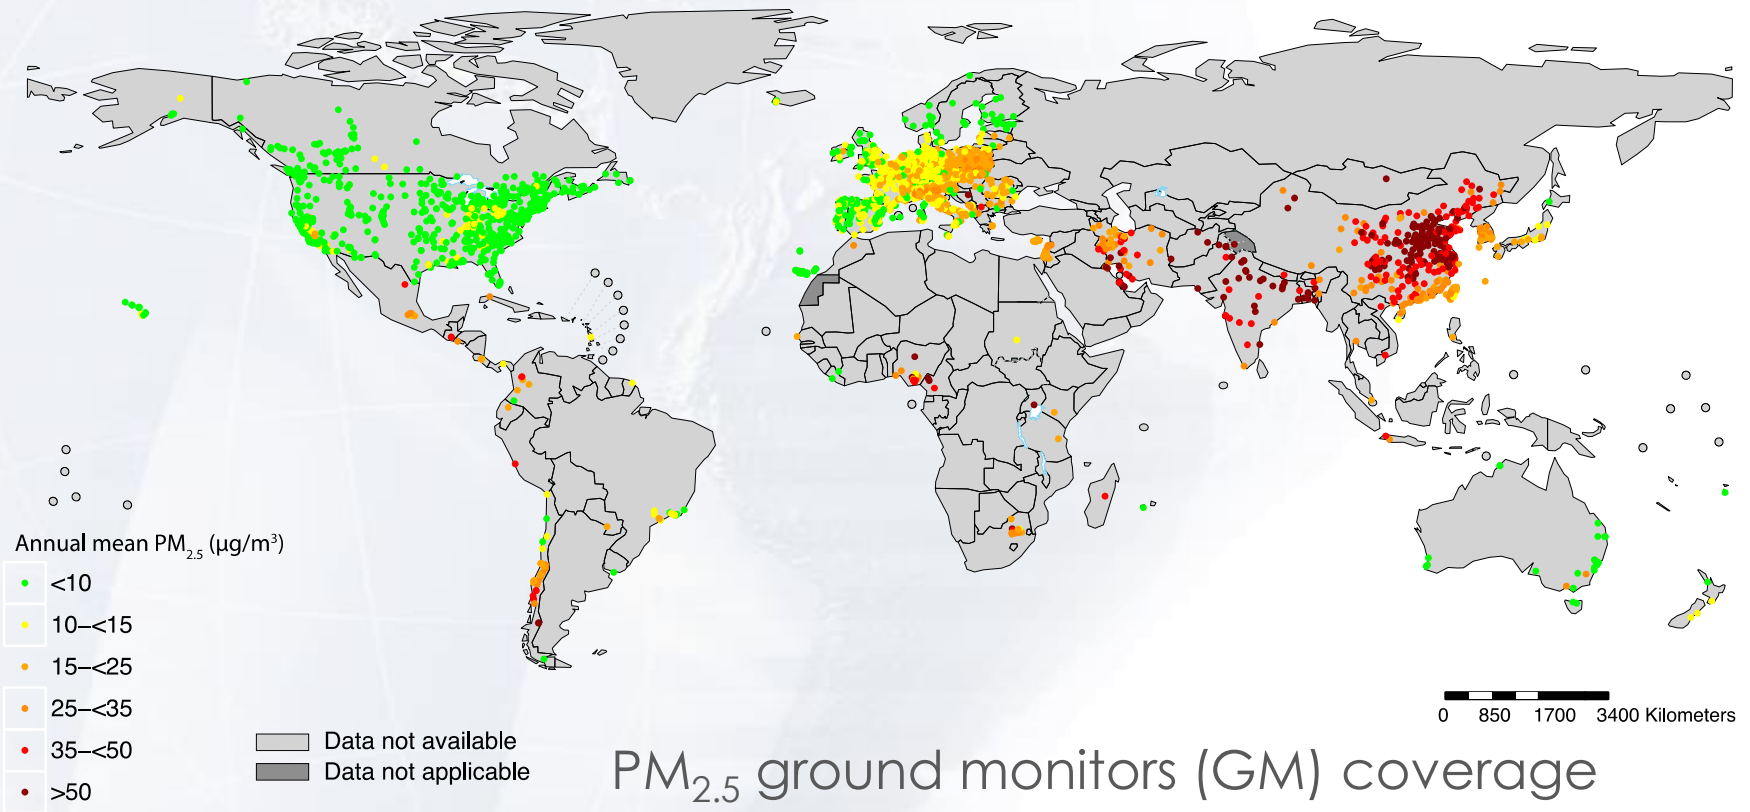 Annual mean PM2.5 (µg/m³)
<10
10–<15
15–<25
25–<35
35–<50
>50
Data not available
Data not applicable
0 850 1700 3400 Kilometers
PM2.5 ground monitors (GM) coverage